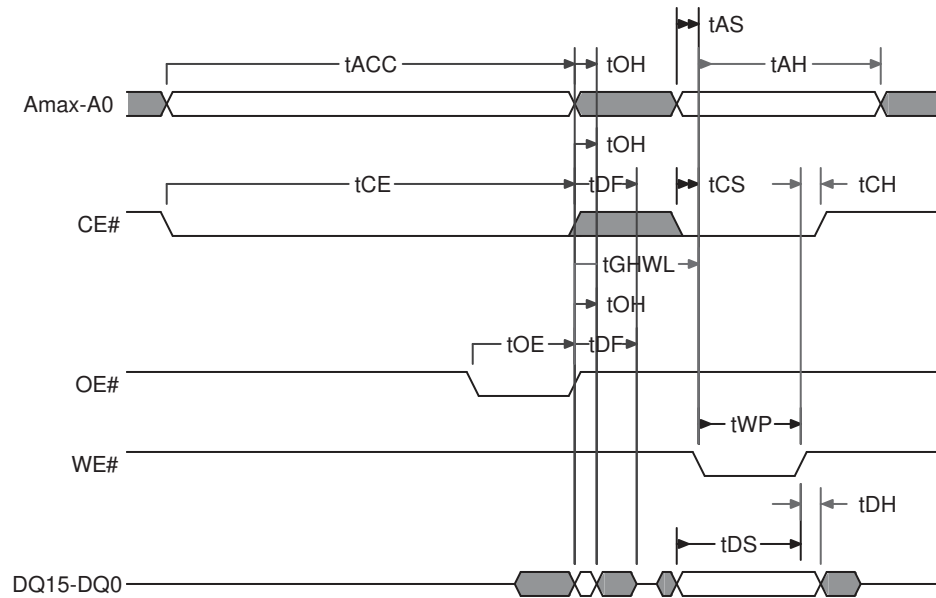 tAS
tACC
tOH
tAH
Amax-A0
tOH
tCE
tDF
tCS
tCH
CE#
tGHWL
tOH
tOE
tDF
OE#
tWP
WE#
tDH
tDS
DQ15-DQ0